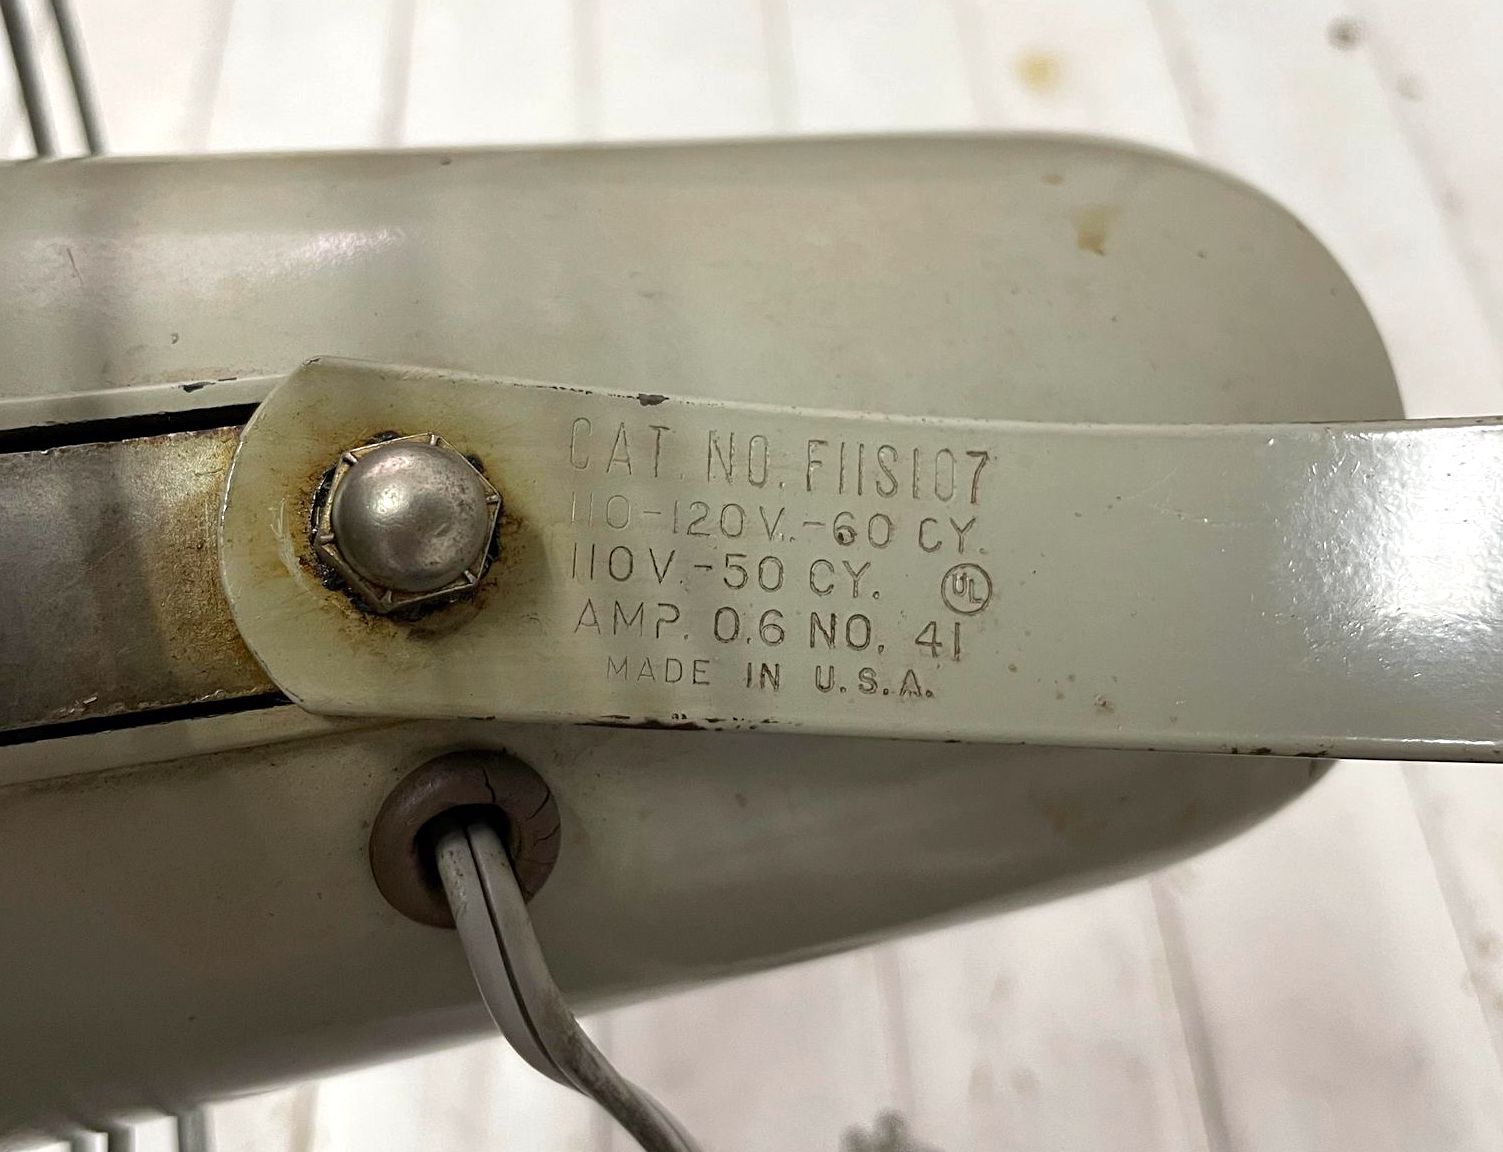 CAT. NO. F11S107
110-120V.-60 CY.
110V.-50 CY. UL
AMP. 0.6 NO. 41
MADE IN U.S.A.